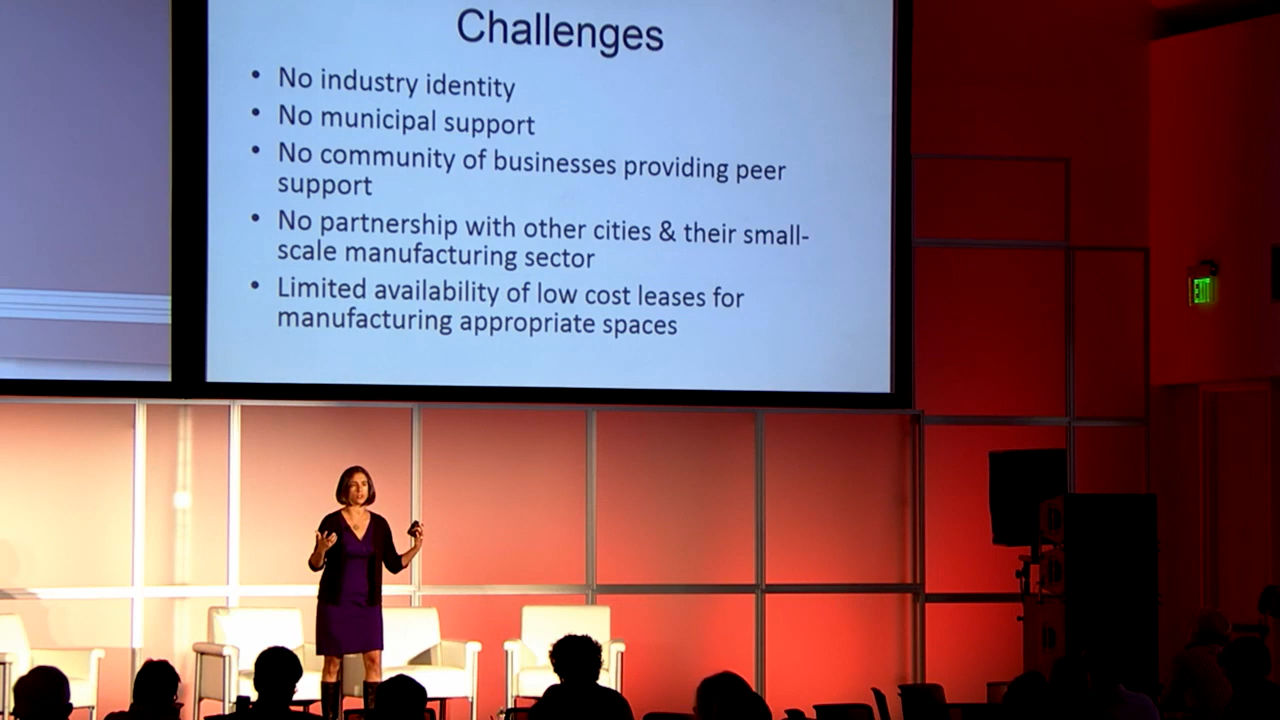 Challenges
• No industry identity
• No municipal support
• No community of businesses providing peer
support
• No partnership with other cities & their small-
scale manufacturing sector
• Limited availability of low cost leases for
manufacturing appropriate spaces
EXIT